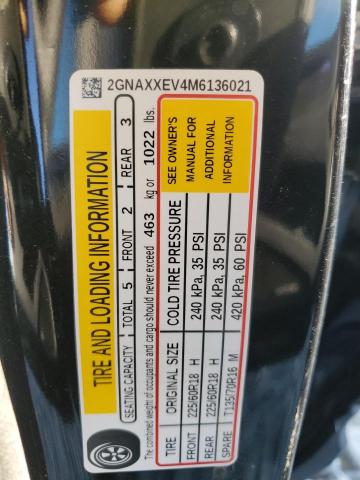 2GNAXXEV4M6136021
TIRE AND LOADING INFORMATION
SEATING CAPACITY TOTAL 5 FRONT 2 REAR 3
The combined weight of occupants and cargo should never exceed 463 kg or 1022 lbs.
TIRE ORIGINAL SIZE COLD TIRE PRESSURE
FRONT 225/60R18 H 240 kPa, 35 PSI
REAR 225/60R18 H 240 kPa, 35 PSI
SPARE T135/70R16 M 420 kPa, 60 PSI
SEE OWNER'S
MANUAL FOR
ADDITIONAL
INFORMATION